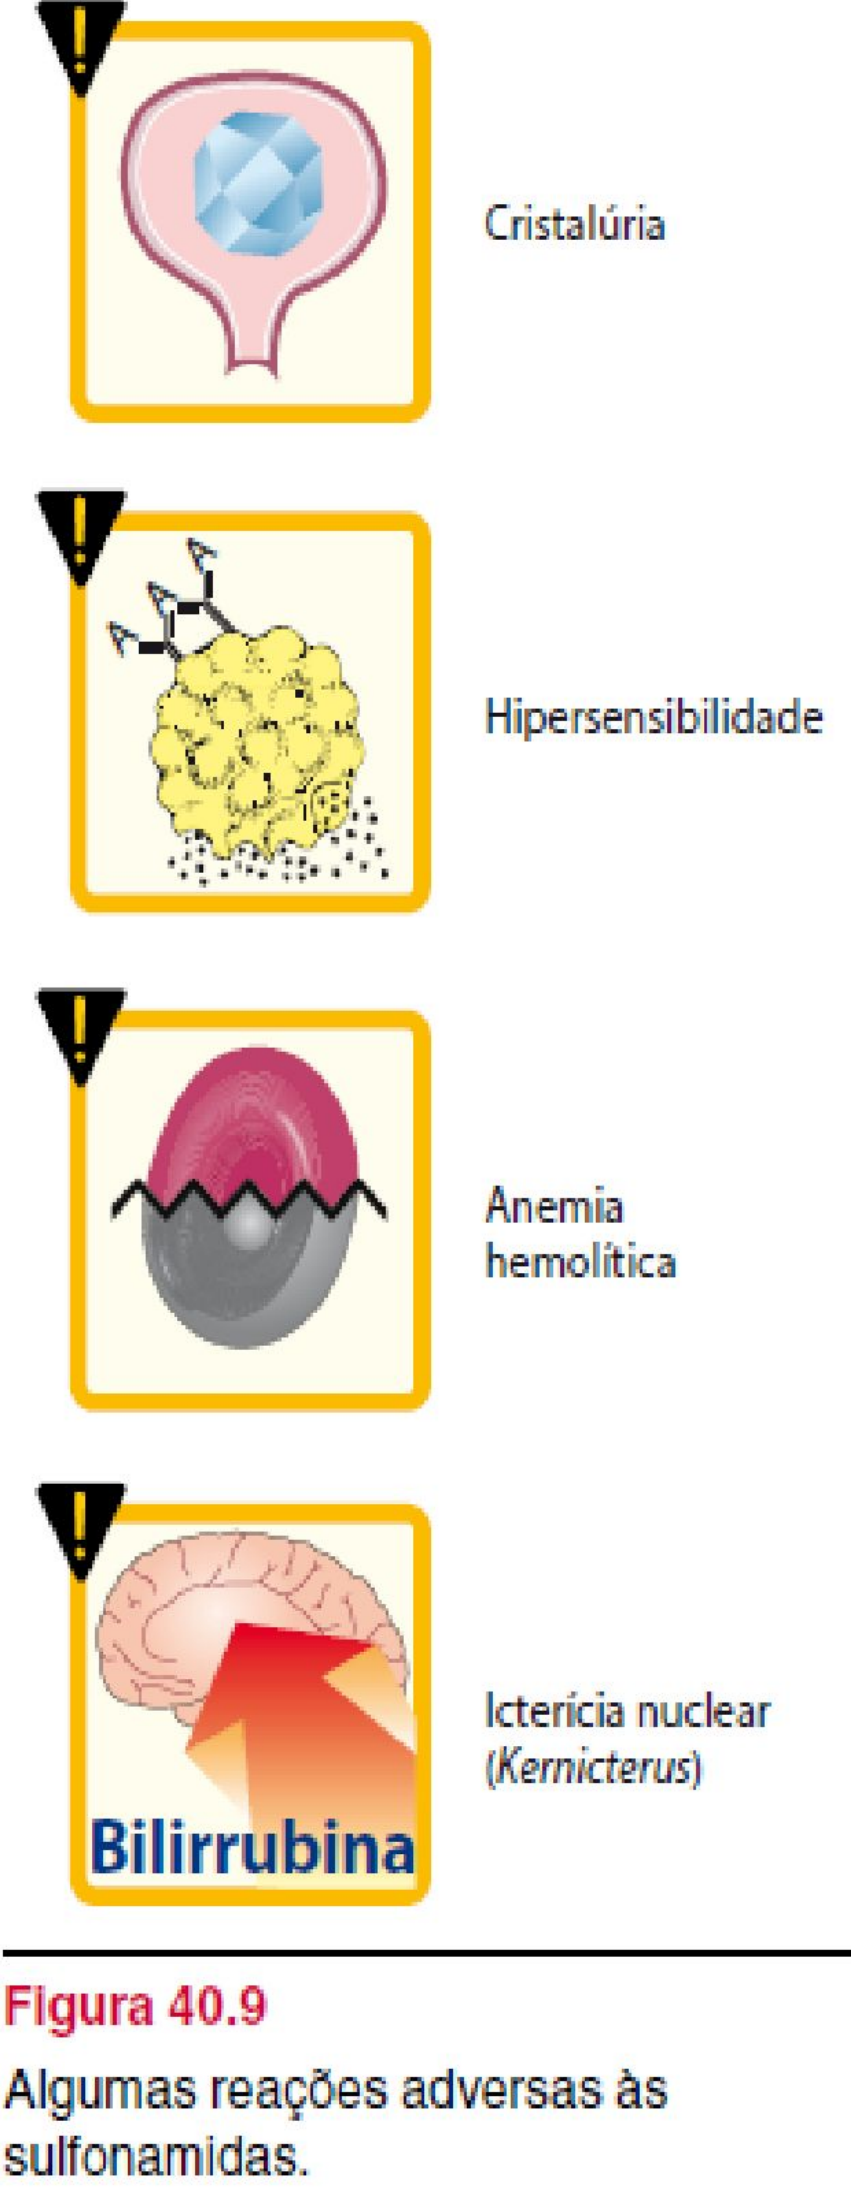 !
Cristalúria
!
A
A
A
Hipersensibilidade
!
Anemia
hemolítica
!
Bilirrubina
Icterícia nuclear
(Kernicterus)
Figura 40.9
Algumas reações adversas às
sulfonamidas.